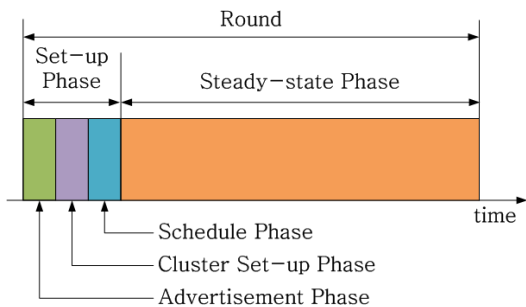 Round
Set-up
Phase
Steady-state Phase
time
Schedule Phase
Cluster Set-up Phase
Advertisement Phase